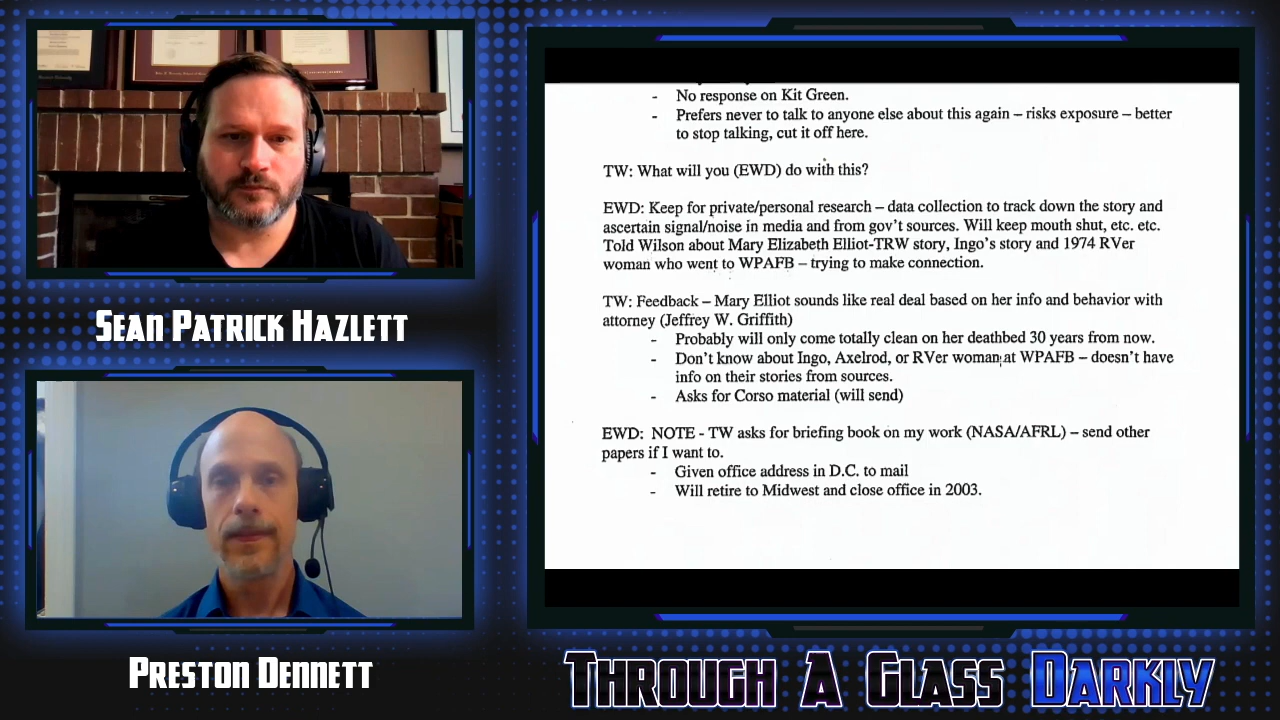 SEAN PATRICK HAZLETT
PRESTON DENNETT
- No response on Kit Green.
- Prefers never to talk to anyone else about this again – risks exposure – better
to stop talking, cut it off here.
TW: What will you (EWD) do with this?
EWD: Keep for private/personal research – data collection to track down the story and
ascertain signal/noise in media and from gov't sources. Will keep mouth shut, etc. etc.
Told Wilson about Mary Elizabeth Elliot-TRW story, Ingo's story and 1974 RVer
woman who went to WPAFB – trying to make connection.
TW: Feedback – Mary Elliot sounds like real deal based on her info and behavior with
attorney (Jeffrey W. Griffith)
- Probably will only come totally clean on her deathbed 30 years from now.
- Don't know about Ingo, Axelrod, or RVer woman at WPAFB – doesn't have
info on their stories from sources.
- Asks for Corso material (will send)
EWD: NOTE - TW asks for briefing book on my work (NASA/AFRL) – send other
papers if I want to.
- Given office address in D.C. to mail
- Will retire to Midwest and close office in 2003.
THROUGH A GLASS DARKLY